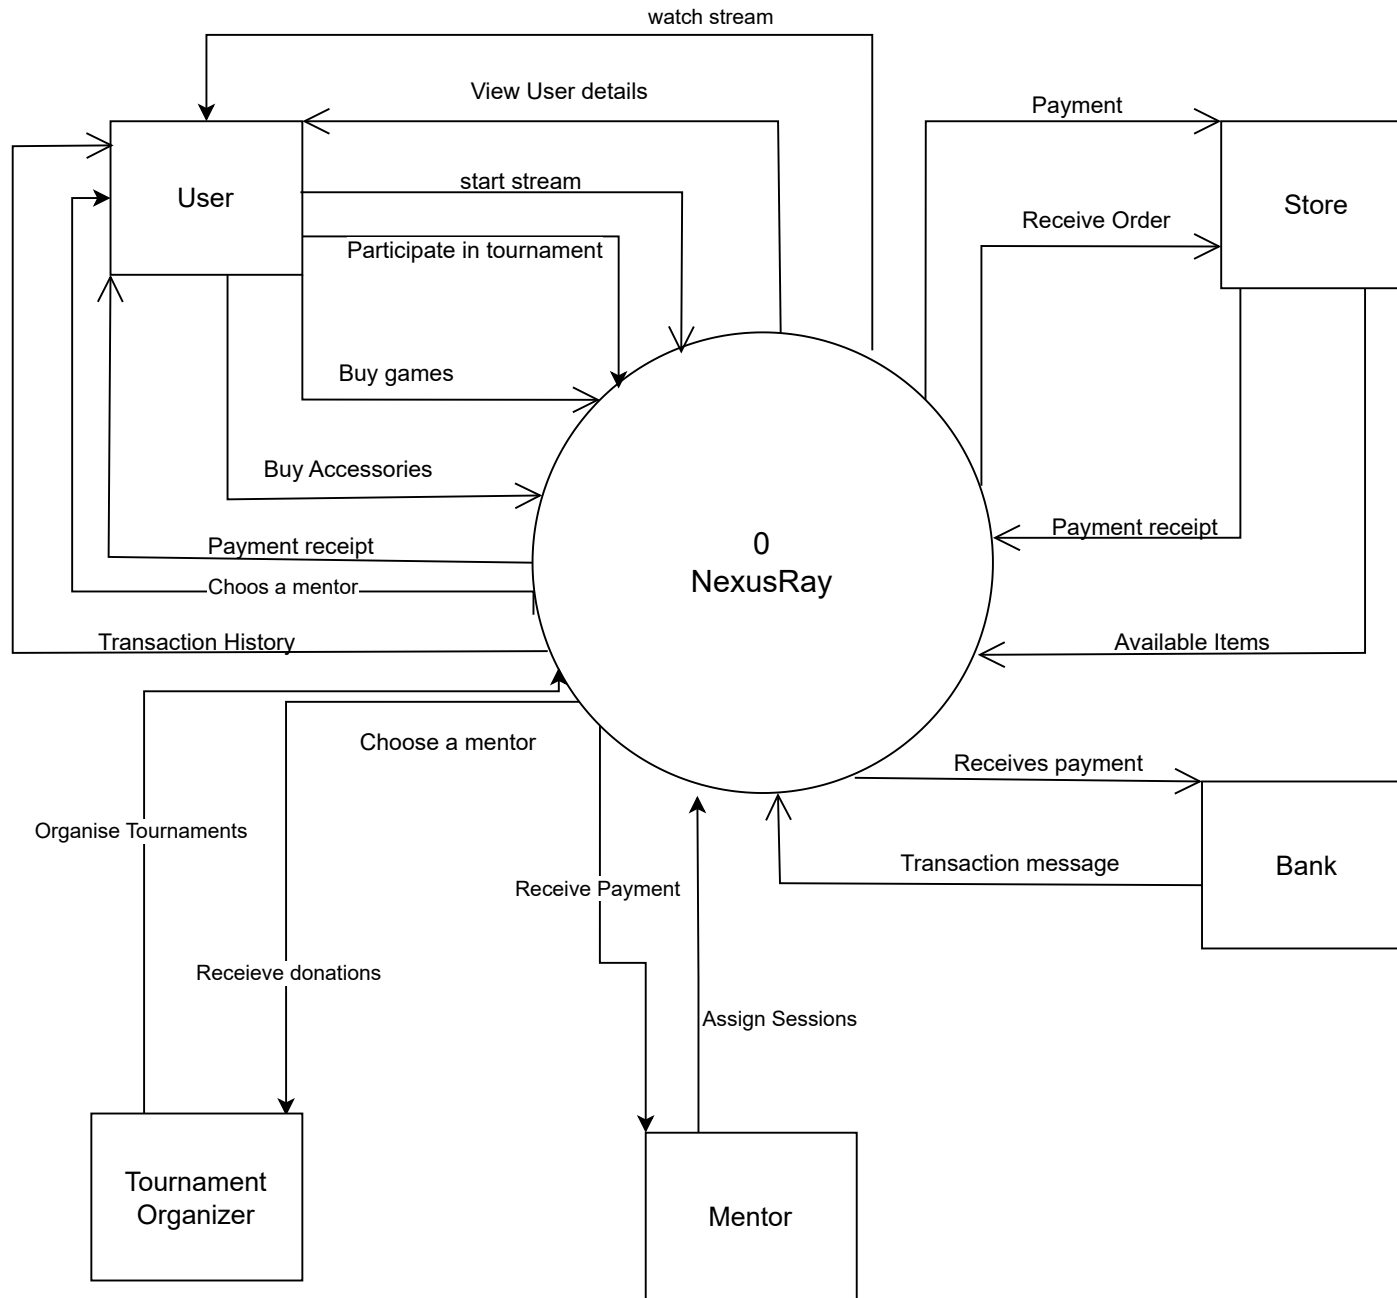 watch stream
View User details
Payment
User
start stream
Store
Receive Order
Participate in tournament
Buy games
Buy Accessories
Payment receipt
0
NexusRay
Payment receipt
Choos a mentor
Transaction History
Available Items
Choose a mentor
Receives payment
Organise Tournaments
Transaction message
Bank
Receive Payment
Receieve donations
Assign Sessions
Tournament
Organizer
Mentor